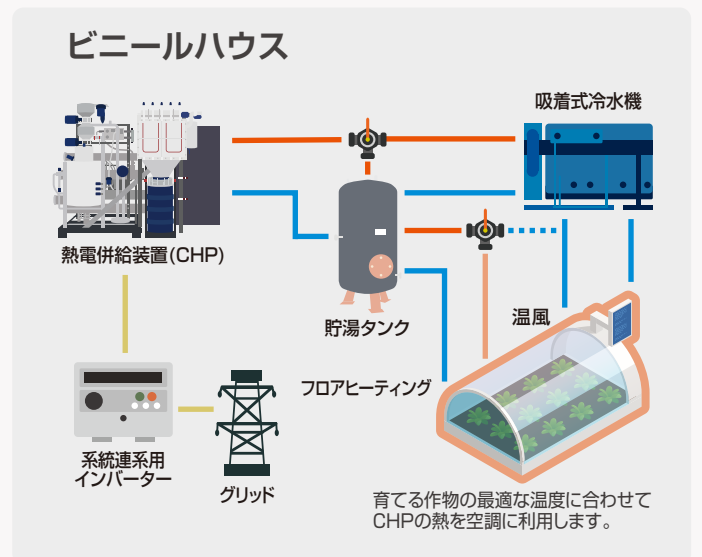 ビニールハウス
吸着式冷水機
熱電併給装置(CHP)
貯湯タンク
温風
フロアヒーティング
系統連系用
インバーター
グリッド
育てる作物の最適な温度に合わせて
CHPの熱を空調に利用します。